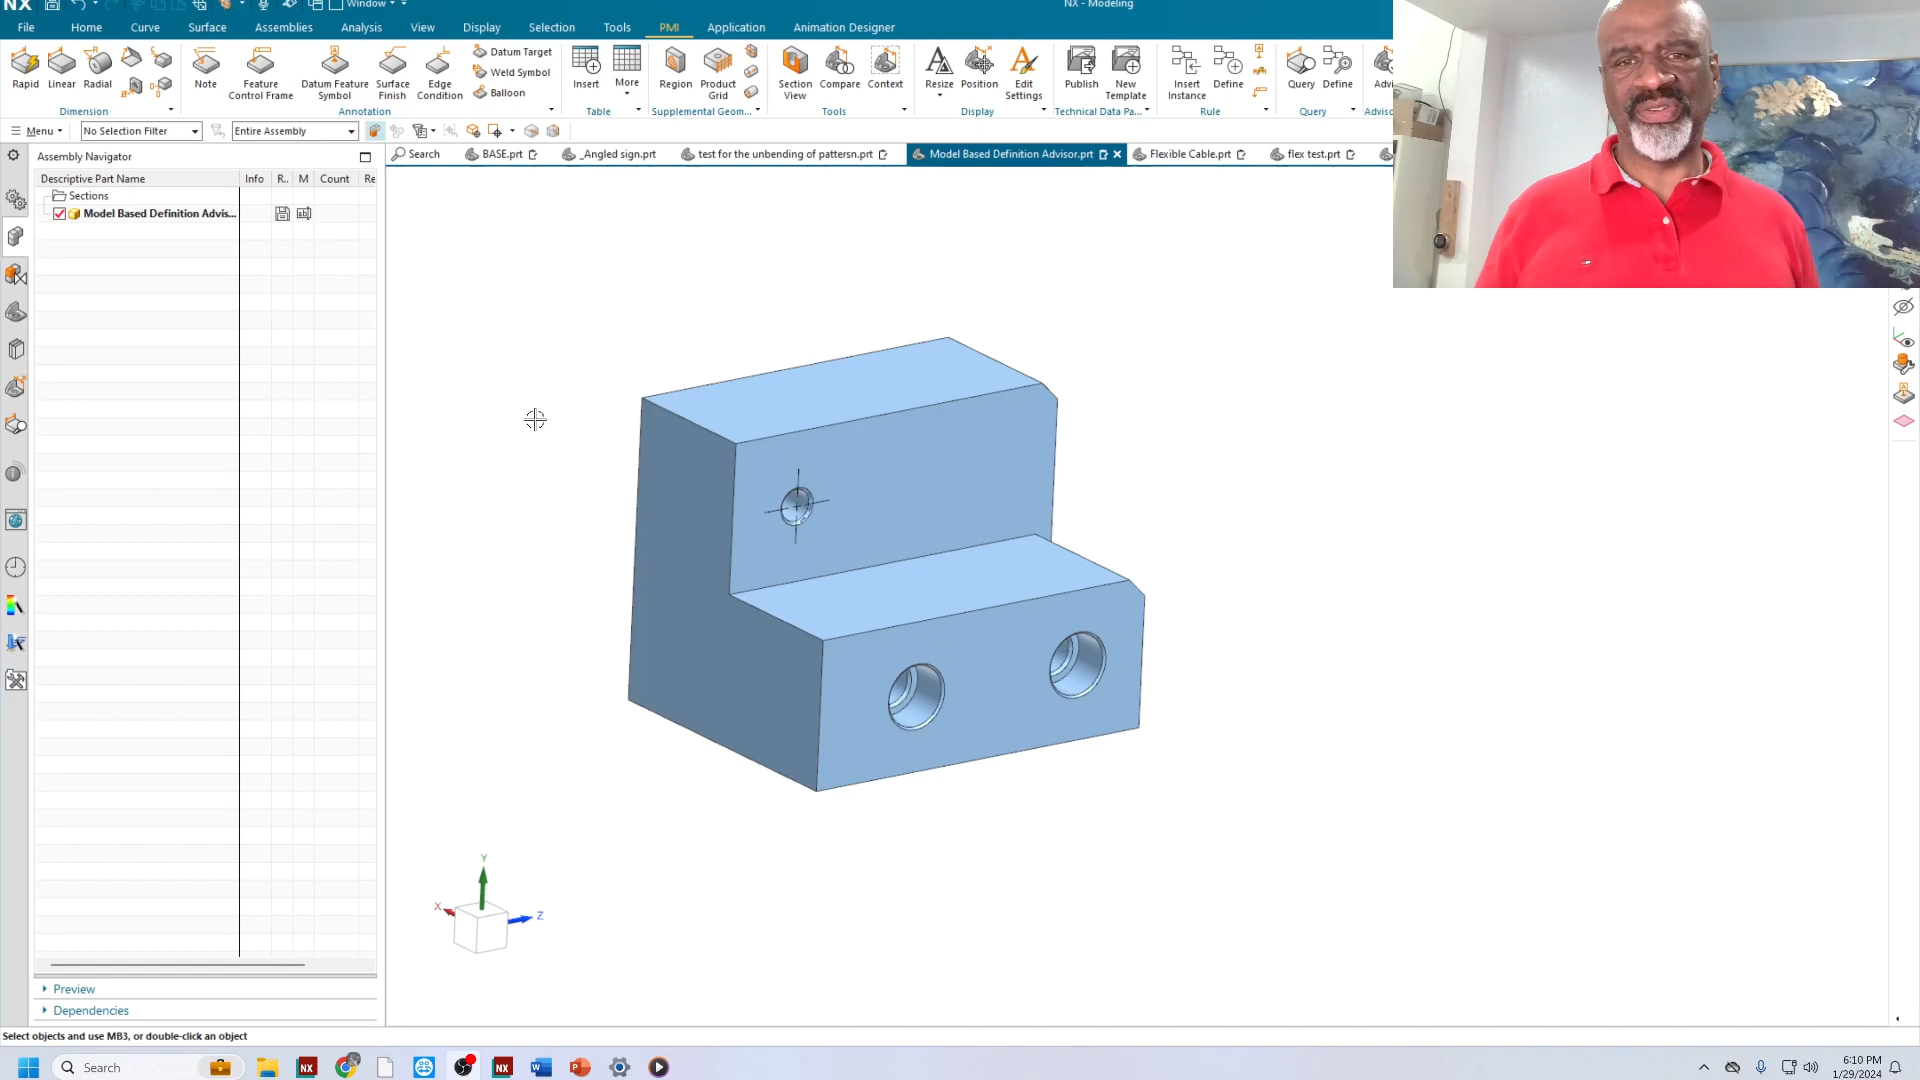 NX
Window
NX - Modeling
File Home Curve Surface Assemblies Analysis View Display Selection Tools PMI Application Animation Designer
Rapid Linear Radial
Dimension
Note Feature Control Frame Datum Feature Symbol Surface Finish Edge Condition
Datum Target
Weld Symbol
Balloon
Annotation
Insert More
Table
Region Product Grid
Supplemental Geom...
Section View Compare Context
Tools
Resize Position Edit Settings
Display
Publish New Template
Technical Data Pa...
Insert Instance Define
Rule
Query Define
Query
Advi
Adviso
Menu No Selection Filter Entire Assembly
Assembly Navigator
Search BASE.prt _Angled sign.prt test for the unbending of pattersn.prt Model Based Definition Advisor.prt Flexible Cable.prt flex test.prt
Descriptive Part Name Info R.. M Count Re
Sections
Model Based Definition Advis...
Y
X
Z
Preview
Dependencies
Select objects and use MB3, or double-click an object
Search
6:10 PM
1/29/2024